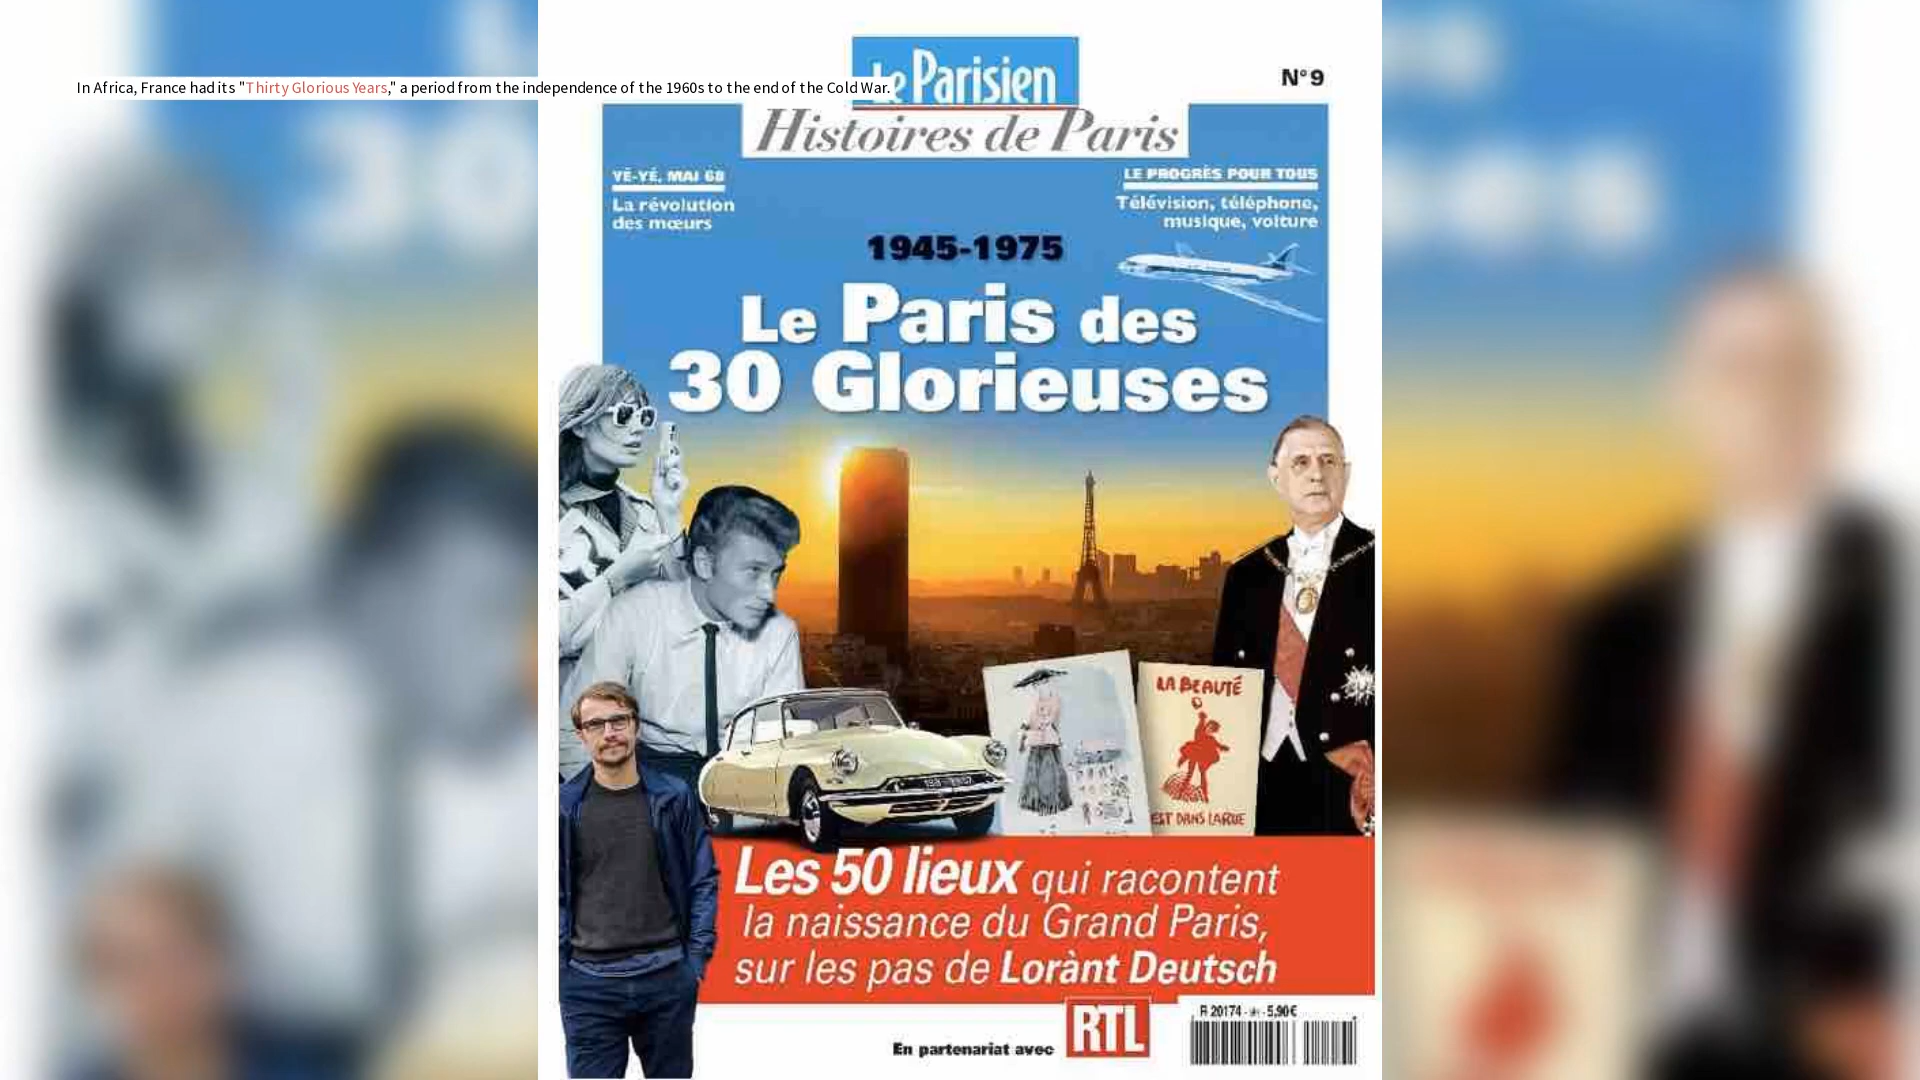 In Africa, France had its "Thirty Glorious Years," a period from the independence of the 1960s to the end of the Cold War.
Le Parisien
N°9
Histoires de Paris
YÉ-YÉ, MAI 68
La révolution
des mœurs
LE PROGRÈS POUR TOUS
Télévision, téléphone,
musique, voiture
1945-1975
Le Paris des
30 Glorieuses
LA BEAUTÉ
EST DANS LA RUE
Les 50 lieux qui racontent
la naissance du Grand Paris,
sur les pas de Lorànt Deutsch
En partenariat avec
RTL
R 20174 - 5,90€